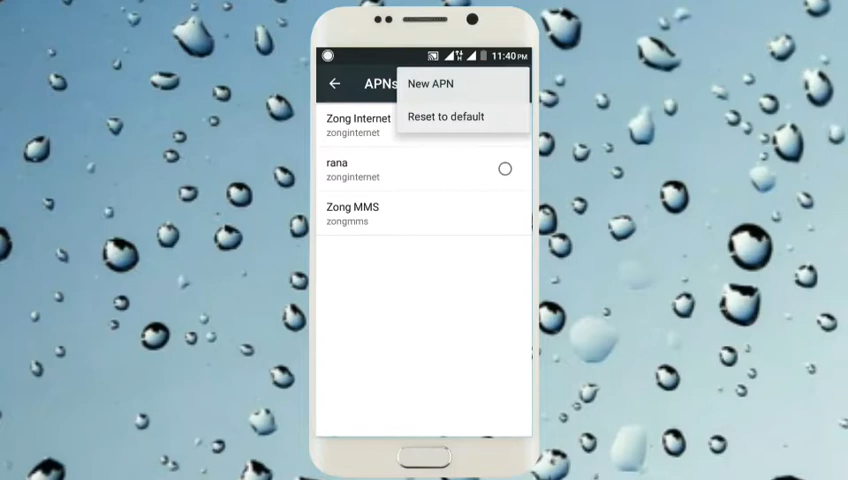 11:40 PM
APNs
New APN
Reset to default
Zong Internet
zonginternet
rana
zonginternet
Zong MMS
zongmms